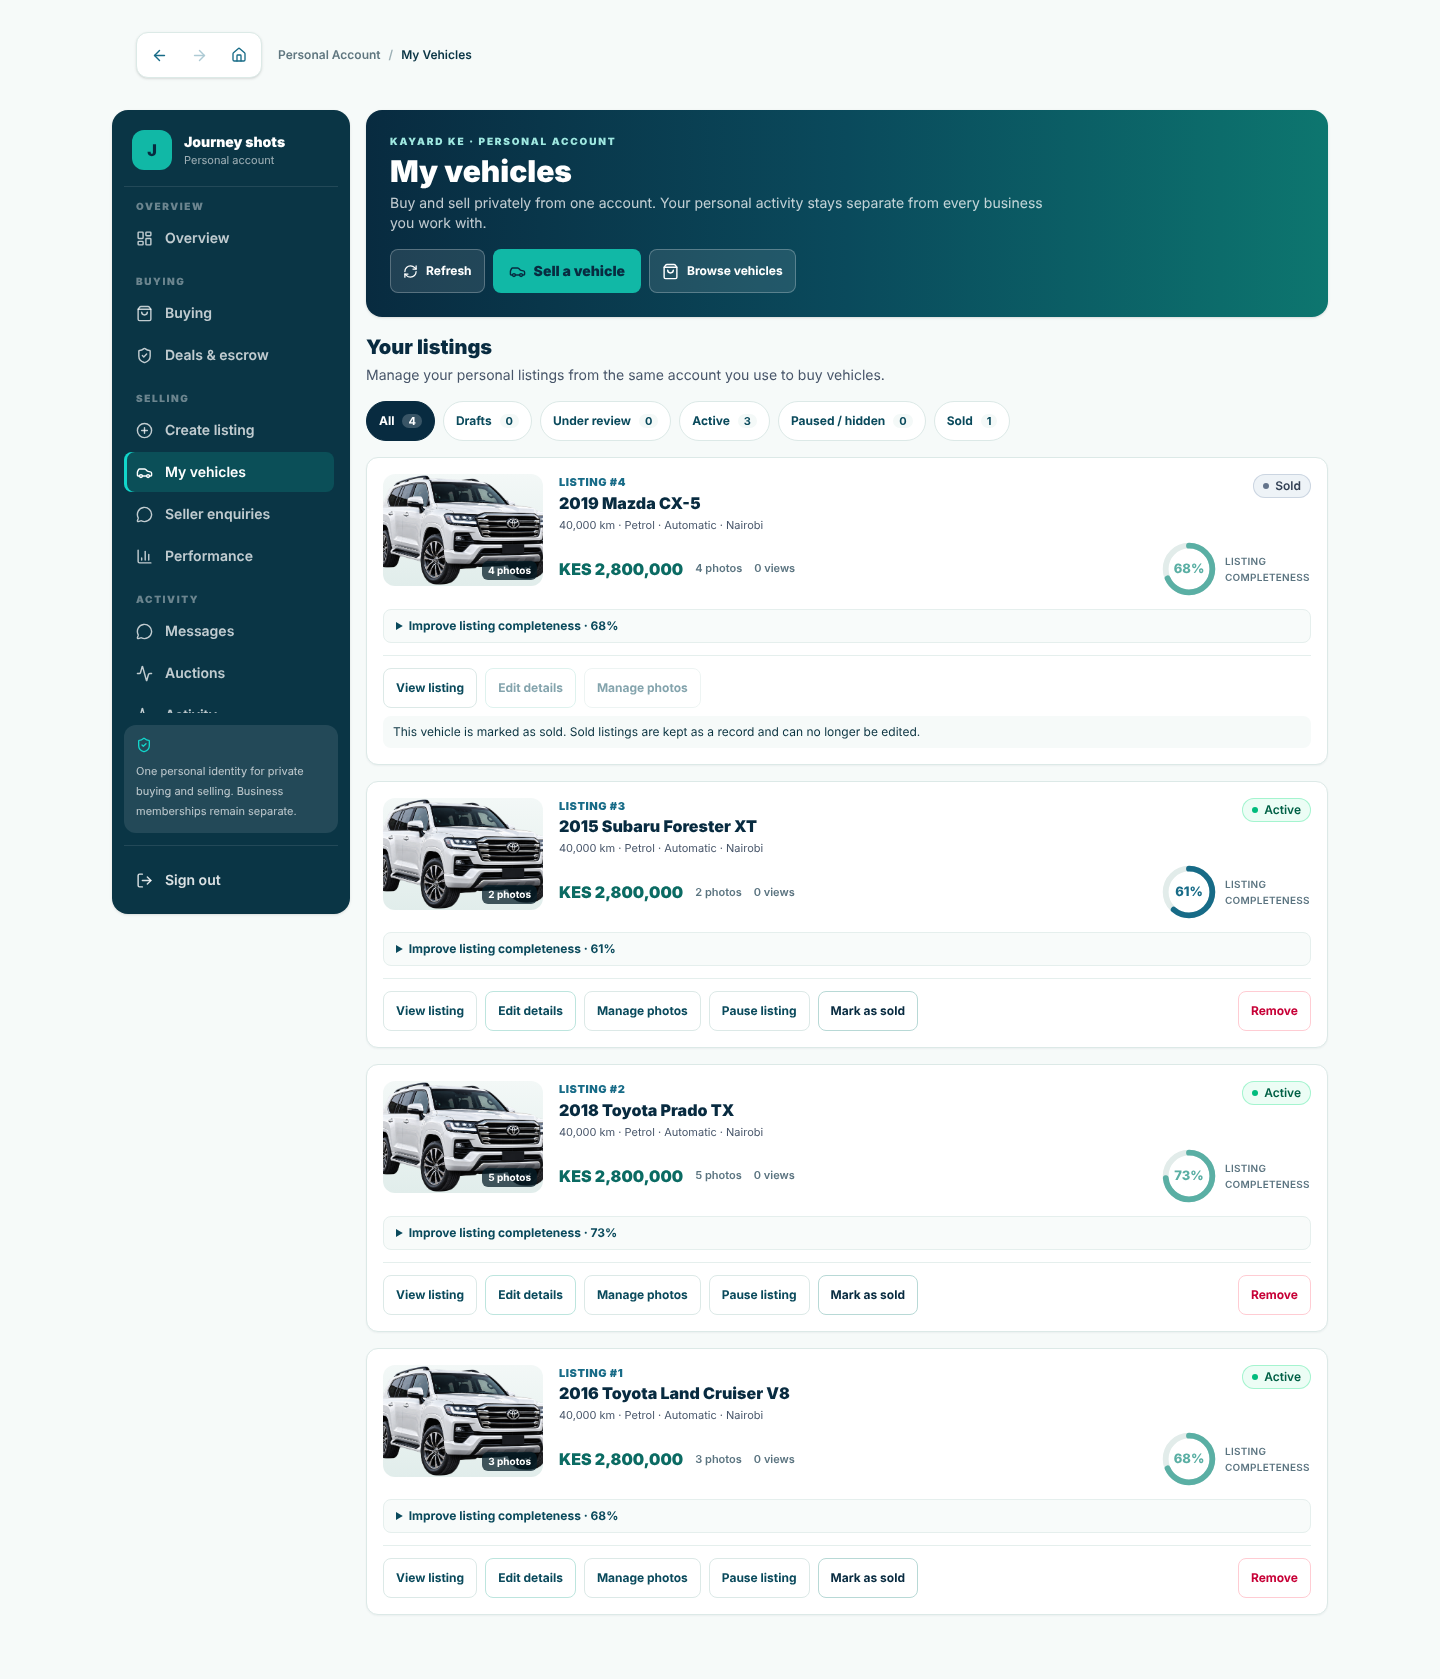 Personal Account / My Vehicles
J
Journey shots
Personal account
OVERVIEW
Overview
BUYING
Buying
Deals & escrow
SELLING
Create listing
My vehicles
Seller enquiries
Performance
ACTIVITY
Messages
Auctions
Activity
One personal identity for private
buying and selling. Business
memberships remain separate.
Sign out
KAYARD KE · PERSONAL ACCOUNT
My vehicles
Buy and sell privately from one account. Your personal activity stays separate from every business
you work with.
Refresh
Sell a vehicle
Browse vehicles
Your listings
Manage your personal listings from the same account you use to buy vehicles.
All 4
Drafts 0
Under review 0
Active 3
Paused / hidden 0
Sold 1
4 photos
LISTING #4
2019 Mazda CX-5
40,000 km · Petrol · Automatic · Nairobi
KES 2,800,000 4 photos 0 views
Sold
68%
LISTING
COMPLETENESS
Improve listing completeness · 68%
View listing
Edit details
Manage photos
This vehicle is marked as sold. Sold listings are kept as a record and can no longer be edited.
2 photos
LISTING #3
2015 Subaru Forester XT
40,000 km · Petrol · Automatic · Nairobi
KES 2,800,000 2 photos 0 views
Active
61%
LISTING
COMPLETENESS
Improve listing completeness · 61%
View listing
Edit details
Manage photos
Pause listing
Mark as sold
Remove
5 photos
LISTING #2
2018 Toyota Prado TX
40,000 km · Petrol · Automatic · Nairobi
KES 2,800,000 5 photos 0 views
Active
73%
LISTING
COMPLETENESS
Improve listing completeness · 73%
View listing
Edit details
Manage photos
Pause listing
Mark as sold
Remove
3 photos
LISTING #1
2016 Toyota Land Cruiser V8
40,000 km · Petrol · Automatic · Nairobi
KES 2,800,000 3 photos 0 views
Active
68%
LISTING
COMPLETENESS
Improve listing completeness · 68%
View listing
Edit details
Manage photos
Pause listing
Mark as sold
Remove